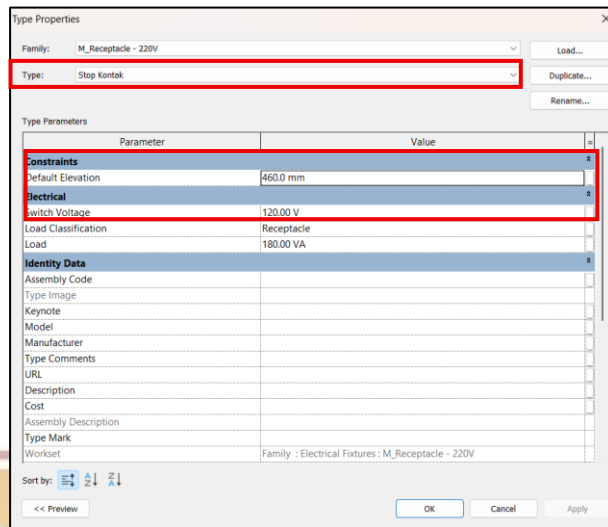 Type Properties
Family: M_Receptacle - 220V Load...
Type: Stop Kontak Duplicate...
Rename...
Type Parameters
Parameter Value =
Constraints
Default Elevation 460.0 mm
Electrical
Switch Voltage 120.00 V
Load Classification Receptacle
Load 180.00 VA
Identity Data
Assembly Code
Type Image
Keynote
Model
Manufacturer
Type Comments
URL
Description
Cost
Assembly Description
Type Mark
Workset Family : Electrical Fixtures : M_Receptacle - 220V
Sort by:
<< Preview OK Cancel Apply